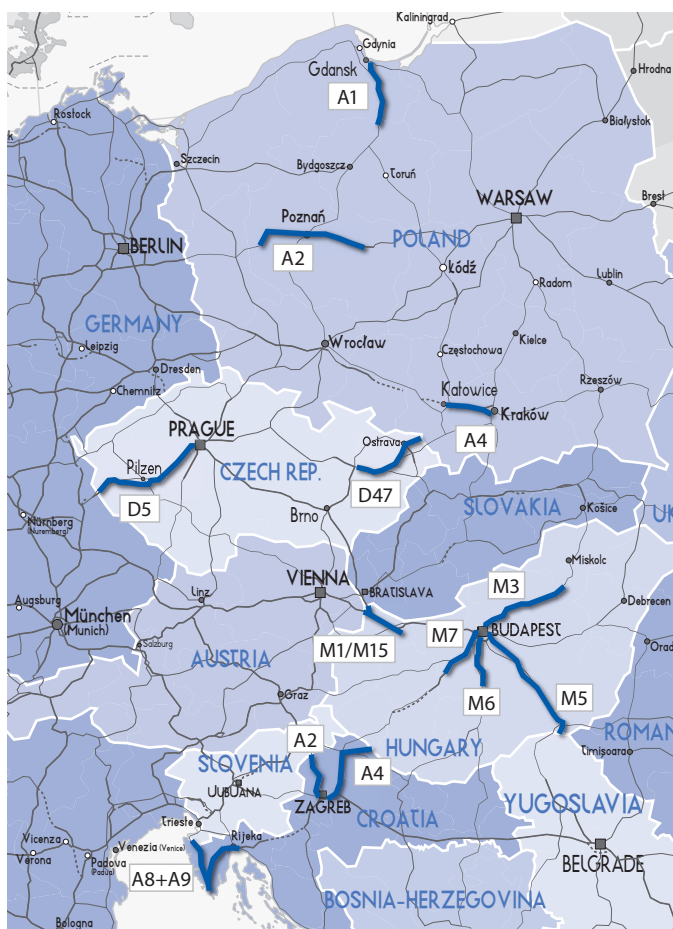 Kaliningrad
Gdynia
Gdansk
Hrodna
A1
Rostock
Białystok
Szczecin
Bydgoszcz
Toruń
Brest
Poznań
WARSAW
BERLIN
A2
POLAND
Łódź
Radom
Lublin
GERMANY
Wrocław
Kielce
Leipzig
Częstochowa
Dresden
Chemnitz
Katowice
Rzeszów
Kraków
PRAGUE
Ostrava
A4
Pilzen
CZECH REP.
D5
D47
SLOVAKIA
Brno
Košice
UK
Nürnberg
(Nuremberg)
Miskolc
VIENNA
BRATISLAVA
M3
Linz
Debrecen
Augsburg
München
(Munich)
M7
BUDAPEST
Salzburg
M1/M15
Orad
AUSTRIA
Graz
M6
M5
A2
HUNGARY
ROMAN
SLOVENIA
A4
Timișoara
LJUBLJANA
ZAGREB
YUGOSLAVIA
CROATIA
Trieste
Rijeka
Vicenza
Venezia (Venice)
Verona
Padova
(Padua)
BELGRADE
A8+A9
BOSNIA-HERZEGOVINA
Bologna